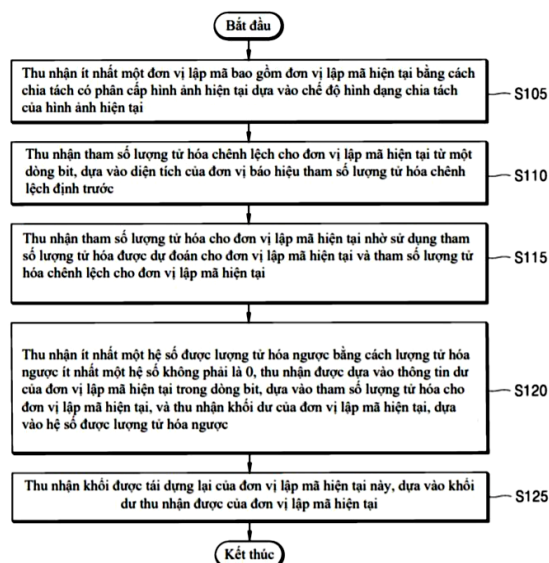 Bắt đầu
Thu nhận ít nhất một đơn vị lập mã bao gồm đơn vị lập mã hiện tại bằng cách
chia tách có phân cấp hình ảnh hiện tại dựa vào chế độ hình dạng chia tách
của hình ảnh hiện tại
S105
Thu nhận tham số lượng tử hóa chênh lệch cho đơn vị lập mã hiện tại từ một
dòng bit, dựa vào diện tích của đơn vị báo hiệu tham số lượng tử hóa chênh
lệch định trước
S110
Thu nhận tham số lượng tử hóa cho đơn vị lập mã hiện tại nhờ sử dụng tham
số lượng tử hóa được dự đoán cho đơn vị lập mã hiện tại và tham số lượng tử
hóa chênh lệch cho đơn vị lập mã hiện tại
S115
Thu nhận ít nhất một hệ số được lượng tử hóa ngược bằng cách lượng tử hóa
ngược ít nhất một hệ số không phải là 0, thu nhận được dựa vào thông tin dư
của đơn vị lập mã hiện tại trong dòng bit, dựa vào tham số lượng tử hóa cho
đơn vị lập mã hiện tại, và thu nhận khối dư của đơn vị lập mã hiện tại, dựa
vào hệ số được lượng tử hóa ngược
S120
Thu nhận khối được tái dựng lại của đơn vị lập mã hiện tại này, dựa vào khối
dư thu nhận được của đơn vị lập mã hiện tại
S125
Kết thúc